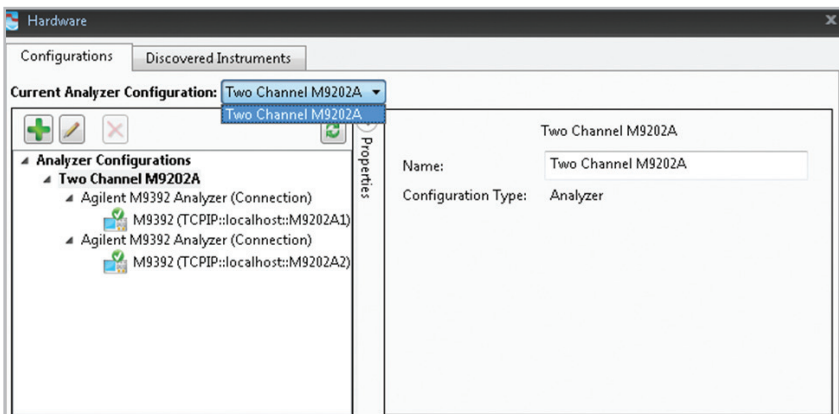 Hardware
Configurations
Discovered Instruments
Current Analyzer Configuration: Two Channel M9202A
Two Channel M9202A
Analyzer Configurations
Two Channel M9202A
Agilent M9392 Analyzer (Connection)
M9392 (TCPIP::localhost::M9202A1)
Agilent M9392 Analyzer (Connection)
M9392 (TCPIP::localhost::M9202A2)
Properties
Two Channel M9202A
Name: Two Channel M9202A
Configuration Type: Analyzer